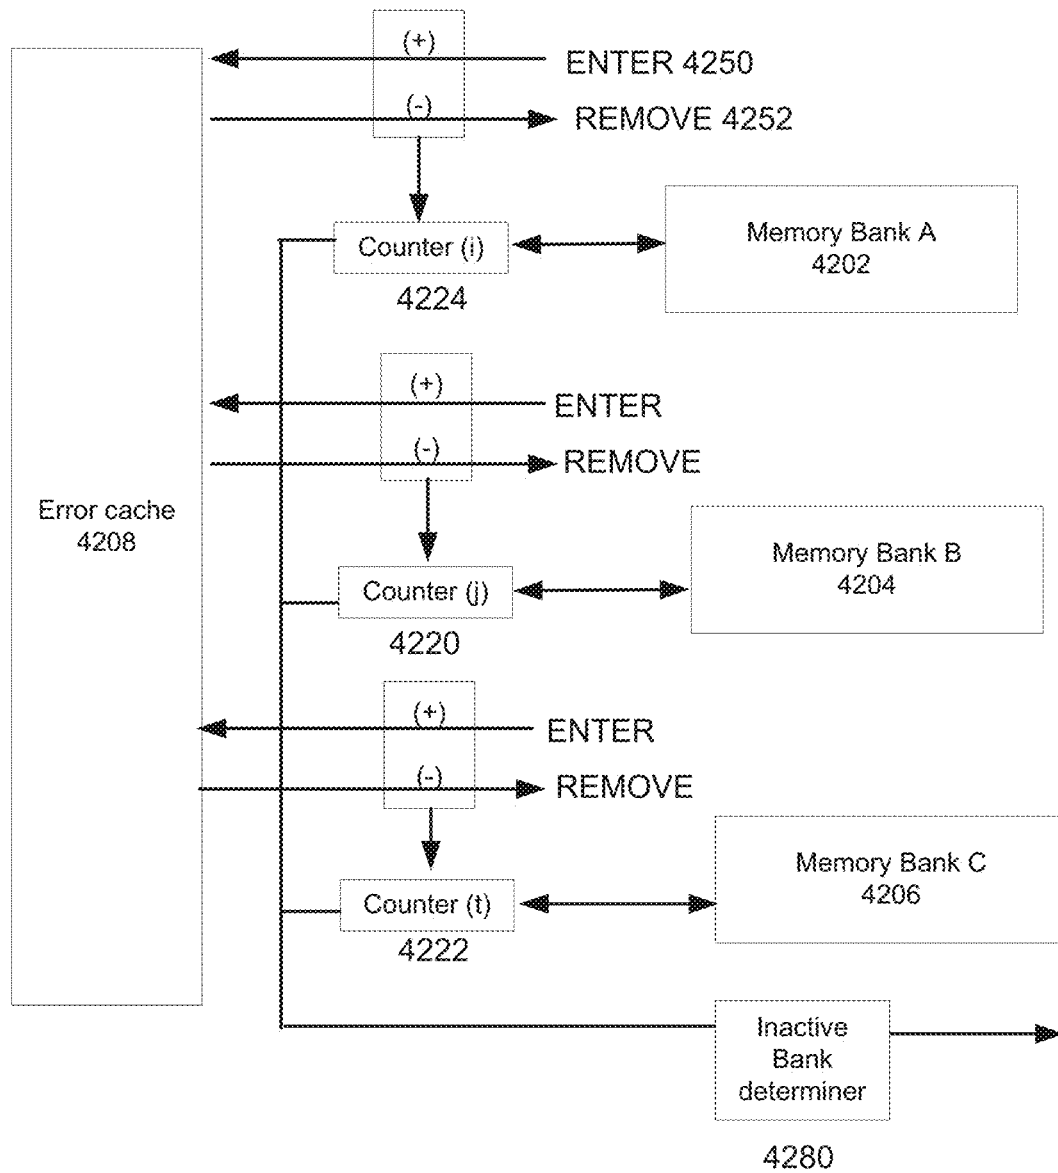 (+)
ENTER 4250
(-)
REMOVE 4252
Counter (i)
4224
Memory Bank A
4202
(+)
ENTER
(-)
REMOVE
Error cache
4208
Counter (j)
4220
Memory Bank B
4204
(+)
ENTER
(-)
REMOVE
Counter (t)
4222
Memory Bank C
4206
Inactive
Bank
determiner
4280